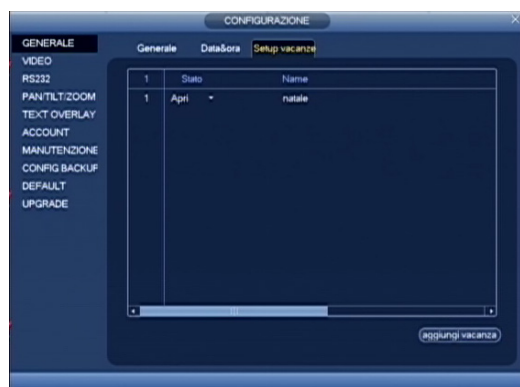 CONFIGURAZIONE
GENERALE
VIDEO
RS232
PAN/TILT/ZOOM
TEXT OVERLAY
ACCOUNT
MANUTENZIONE
CONFIG BACKUP
DEFAULT
UPGRADE
Generale Data&ora Setup vacanze
1 Stato Name
1 Apri natale
aggiungi vacanza